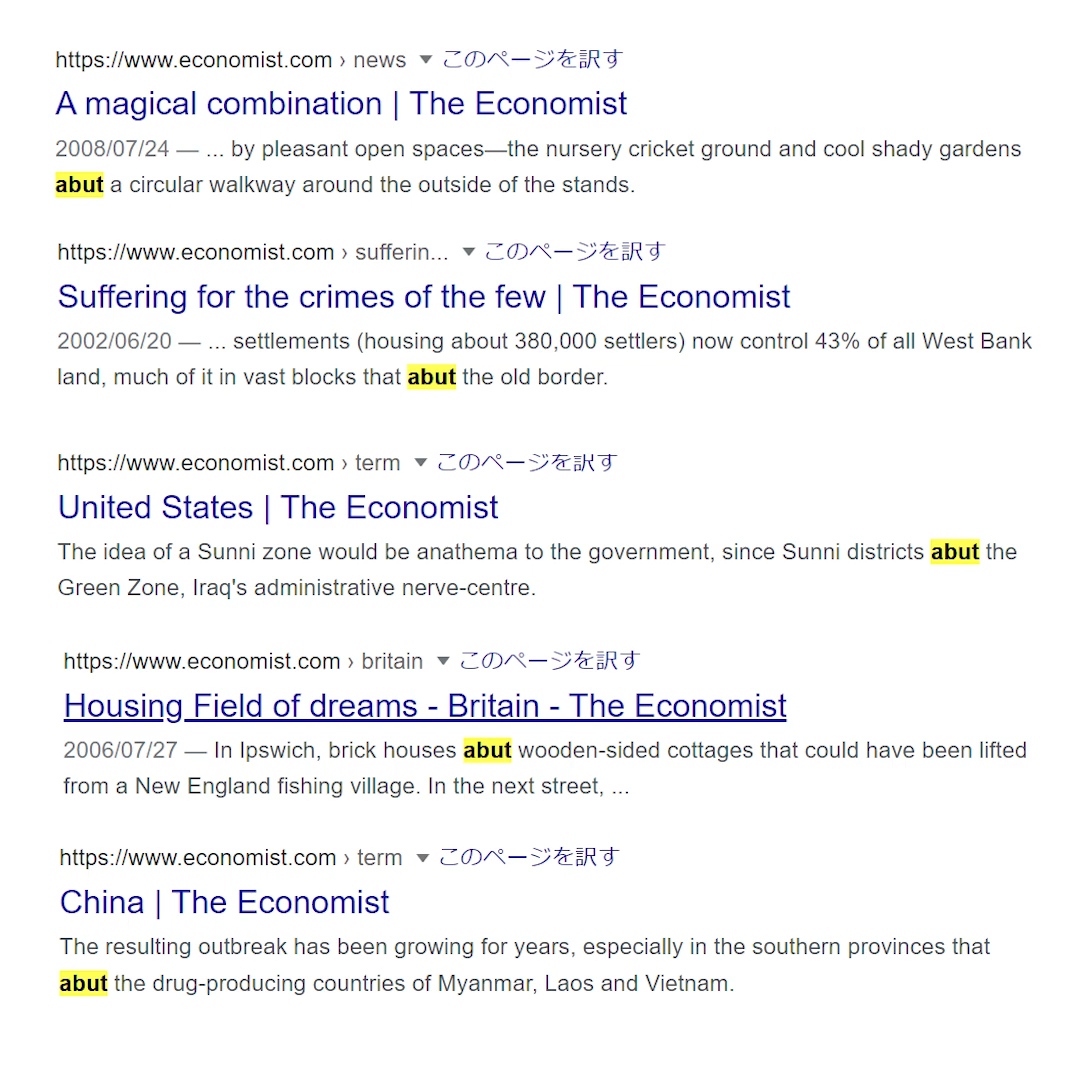 https://www.economist.com › news ▼ このページを訳す
A magical combination | The Economist
2008/07/24 — ... by pleasant open spaces—the nursery cricket ground and cool shady gardens
abut a circular walkway around the outside of the stands.
https://www.economist.com › sufferin... ▼ このページを訳す
Suffering for the crimes of the few | The Economist
2002/06/20 — ... settlements (housing about 380,000 settlers) now control 43% of all West Bank
land, much of it in vast blocks that abut the old border.
https://www.economist.com › term ▼ このページを訳す
United States | The Economist
The idea of a Sunni zone would be anathema to the government, since Sunni districts abut the
Green Zone, Iraq's administrative nerve-centre.
https://www.economist.com › britain ▼ このページを訳す
Housing Field of dreams - Britain - The Economist
2006/07/27 — In Ipswich, brick houses abut wooden-sided cottages that could have been lifted
from a New England fishing village. In the next street, ...
https://www.economist.com › term ▼ このページを訳す
China | The Economist
The resulting outbreak has been growing for years, especially in the southern provinces that
abut the drug-producing countries of Myanmar, Laos and Vietnam.